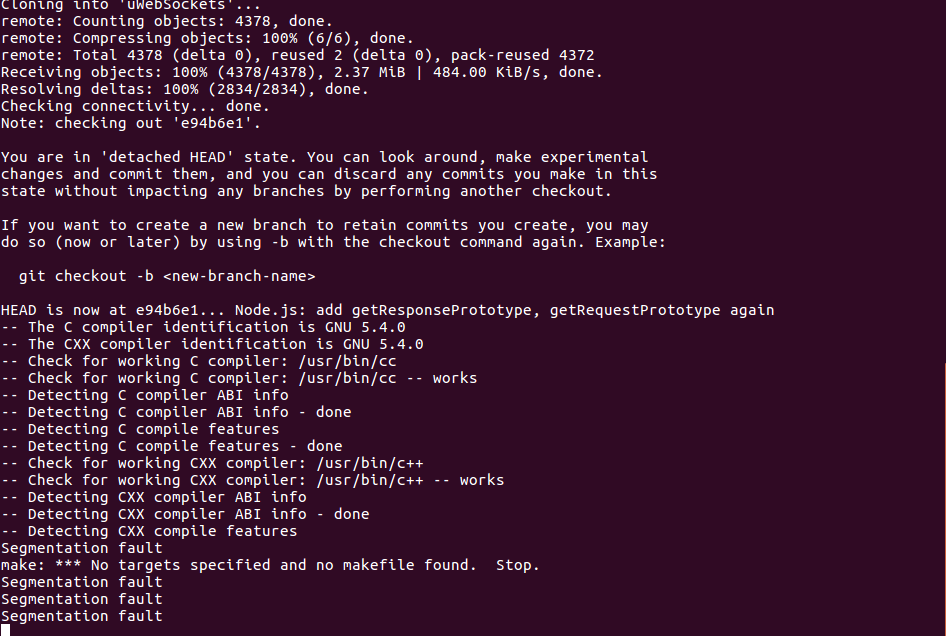 Cloning into 'uWebSockets'...
remote: Counting objects: 4378, done.
remote: Compressing objects: 100% (6/6), done.
remote: Total 4378 (delta 0), reused 2 (delta 0), pack-reused 4372
Receiving objects: 100% (4378/4378), 2.37 MiB | 484.00 KiB/s, done.
Resolving deltas: 100% (2834/2834), done.
Checking connectivity... done.
Note: checking out 'e94b6e1'.

You are in 'detached HEAD' state. You can look around, make experimental
changes and commit them, and you can discard any commits you make in this
state without impacting any branches by performing another checkout.

If you want to create a new branch to retain commits you create, you may
do so (now or later) by using -b with the checkout command again. Example:

  git checkout -b <new-branch-name>

HEAD is now at e94b6e1... Node.js: add getResponsePrototype, getRequestPrototype again
-- The C compiler identification is GNU 5.4.0
-- The CXX compiler identification is GNU 5.4.0
-- Check for working C compiler: /usr/bin/cc
-- Check for working C compiler: /usr/bin/cc -- works
-- Detecting C compiler ABI info
-- Detecting C compiler ABI info - done
-- Detecting C compile features
-- Detecting C compile features - done
-- Check for working CXX compiler: /usr/bin/c++
-- Check for working CXX compiler: /usr/bin/c++ -- works
-- Detecting CXX compiler ABI info
-- Detecting CXX compiler ABI info - done
-- Detecting CXX compile features
Segmentation fault
make: *** No targets specified and no makefile found.  Stop.
Segmentation fault
Segmentation fault
Segmentation fault